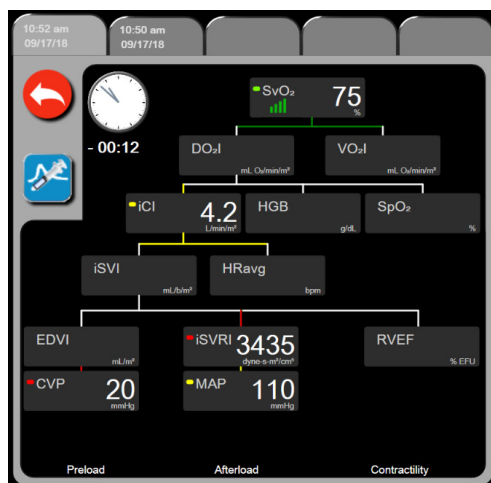 10:52 am
09/17/18
10:50 am
09/17/18
SvO₂ 75
%
- 00:12
DO₂I
mL O₂/min/m²
VO₂I
mL O₂/min/m²
iCI 4.2
L/min/m²
HGB
g/dL
SpO₂
%
iSVI
mL/b/m²
HRavg
bpm
EDVI
mL/m²
iSVRI 3435
dyne-s-m²/cm⁵
RVEF
% EFU
CVP 20
mmHg
MAP 110
mmHg
Preload Afterload Contractility